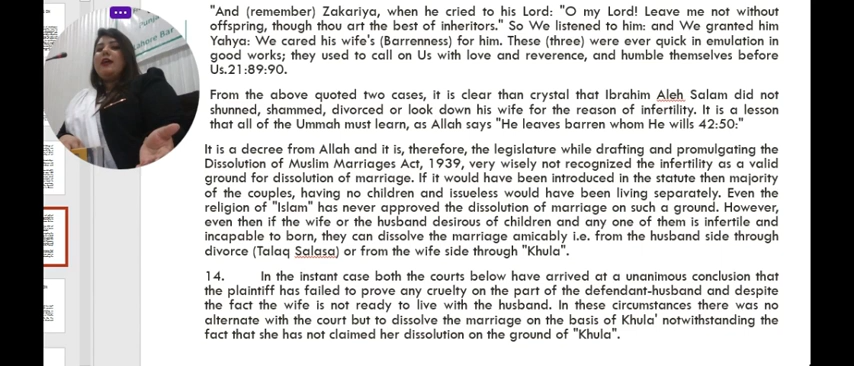 "And (remember) Zakariya, when he cried to his Lord: "O my Lord! Leave me not without
offspring, though thou art the best of inheritors." So We listened to him: and We granted him
Yahya: We cared his wife's (Barrenness) for him. These (three) were ever quick in emulation in
good works; they used to call on Us with love and reverence, and humble themselves before
Us.21:89:90.
From the above quoted two cases, it is clear than crystal that Ibrahim Aleh Salam did not
shunned, shammed, divorced or look down his wife for the reason of infertility. It is a lesson
that all of the Ummah must learn, as Allah says "He leaves barren whom He wills 42:50:"
It is a decree from Allah and it is, therefore, the legislature while drafting and promulgating the
Dissolution of Muslim Marriages Act, 1939, very wisely not recognized the infertility as a valid
ground for dissolution of marriage. If it would have been introduced in the statute then majority
of the couples, having no children and issueless would have been living separately. Even the
religion of "Islam" has never approved the dissolution of marriage on such a ground. However,
even then if the wife or the husband desirous of children and any one of them is infertile and
incapable to born, they can dissolve the marriage amicably i.e. from the husband side through
divorce (Talaq Salasa) or from the wife side through "Khula".
14. In the instant case both the courts below have arrived at a unanimous conclusion that
the plaintiff has failed to prove any cruelty on the part of the defendant-husband and despite
the fact the wife is not ready to live with the husband. In these circumstances there was no
alternate with the court but to dissolve the marriage on the basis of Khula' notwithstanding the
fact that she has not claimed her dissolution on the ground of "Khula".
Punja
ahore Bar